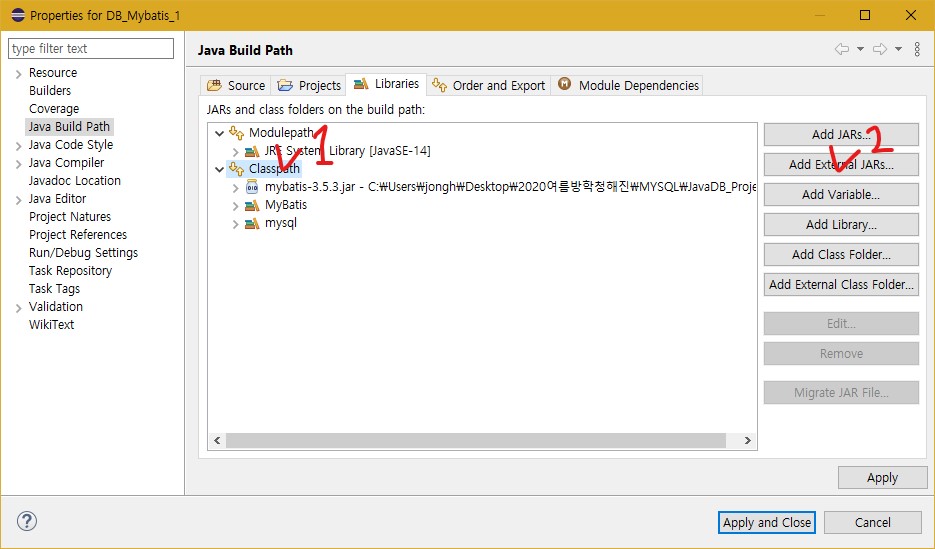 Properties for DB_Mybatis_1
type filter text
Resource
Builders
Coverage
Java Build Path
Java Code Style
Java Compiler
Javadoc Location
Java Editor
Project Natures
Project References
Run/Debug Settings
Task Repository
Task Tags
Validation
WikiText
Java Build Path
Source Projects Libraries Order and Export Module Dependencies
JARs and class folders on the build path:
Modulepath
1
JRE System Library [JavaSE-14]
Classpath
mybatis-3.5.3.jar - C:₩Users₩jongh₩Desktop₩2020여름방학청해진₩MYSQL₩JavaDB_Proje
MyBatis
mysql
Add JARs...
2
Add External JARs...
Add Variable...
Add Library...
Add Class Folder...
Add External Class Folder...
Edit...
Remove
Migrate JAR File...
Apply
Apply and Close Cancel